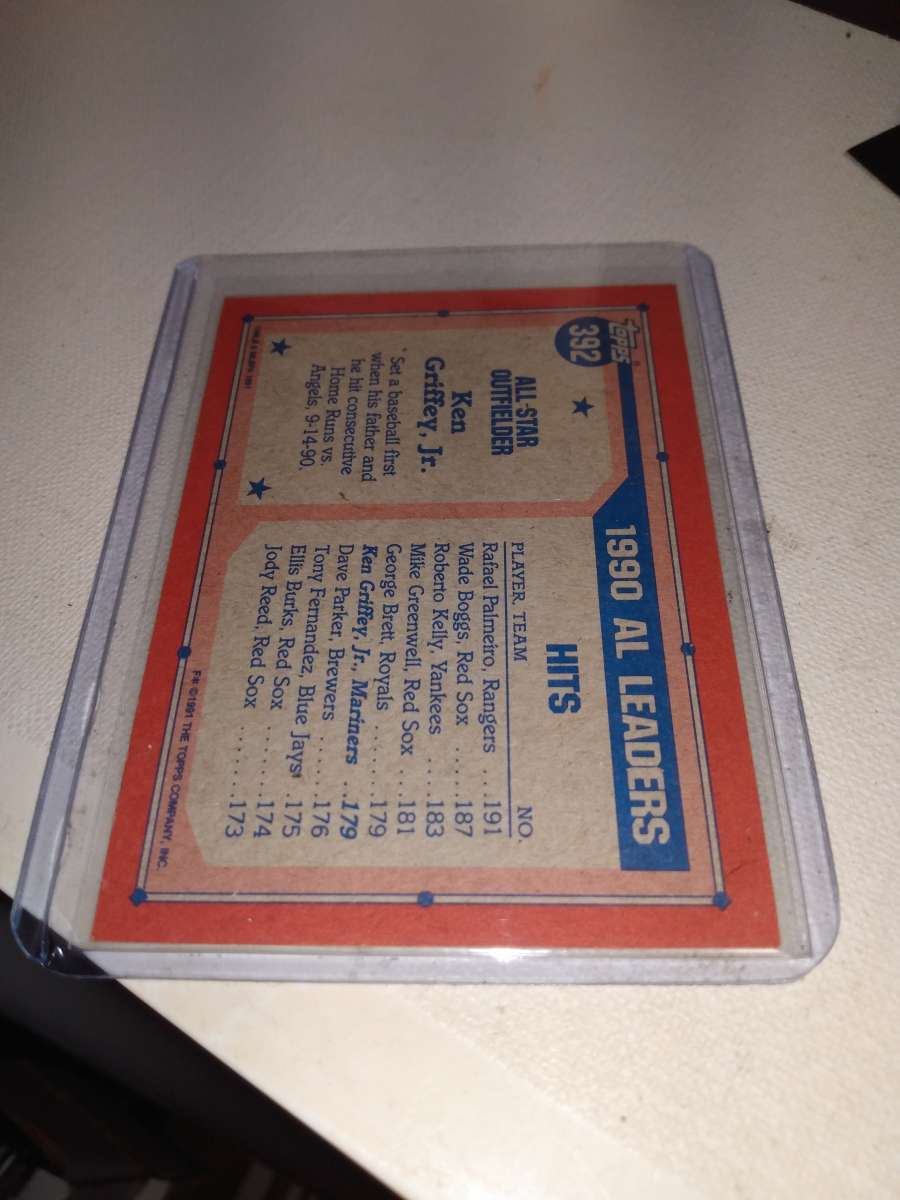 Topps
392
1990 AL LEADERS
ALL-STAR
OUTFIELDER
Ken
Griffey, Jr.
* Set a baseball first
when his father and
he hit consecutive
Home Runs vs.
Angels, 9-14-90.
HITS
PLAYER, TEAM NO.
Rafael Palmeiro, Rangers ...191
Wade Boggs, Red Sox .....187
Roberto Kelly, Yankees ....183
Mike Greenwell, Red Sox ...181
George Brett, Royals ......179
Ken Griffey, Jr., Mariners ..179
Dave Parker, Brewers .....176
Tony Fernandez, Blue Jays .175
Ellis Burks, Red Sox ......174
Jody Reed, Red Sox ......173
F* ©1991 THE TOPPS COMPANY, INC.